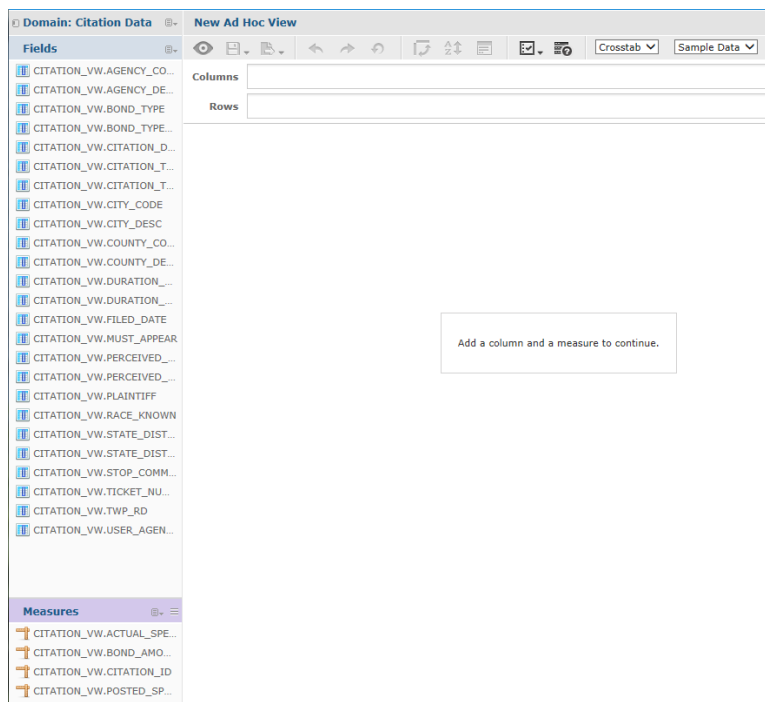 Domain: Citation Data
New Ad Hoc View
Fields
Crosstab
Sample Data
CITATION_VW.AGENCY_CO...
CITATION_VW.AGENCY_DE...
CITATION_VW.BOND_TYPE
CITATION_VW.BOND_TYPE...
CITATION_VW.CITATION_D...
CITATION_VW.CITATION_T...
CITATION_VW.CITATION_T...
CITATION_VW.CITY_CODE
CITATION_VW.CITY_DESC
CITATION_VW.COUNTY_CO...
CITATION_VW.COUNTY_DE...
CITATION_VW.DURATION_...
CITATION_VW.DURATION_...
CITATION_VW.FILED_DATE
CITATION_VW.MUST_APPEAR
CITATION_VW.PERCEIVED_...
CITATION_VW.PERCEIVED_...
CITATION_VW.PLAINTIFF
CITATION_VW.RACE_KNOWN
CITATION_VW.STATE_DIST...
CITATION_VW.STATE_DIST...
CITATION_VW.STOP_COMM...
CITATION_VW.TICKET_NU...
CITATION_VW.TWP_RD
CITATION_VW.USER_AGEN...
Measures
CITATION_VW.ACTUAL_SPE...
CITATION_VW.BOND_AMO...
CITATION_VW.CITATION_ID
CITATION_VW.POSTED_SP...
Columns
Rows
Add a column and a measure to continue.